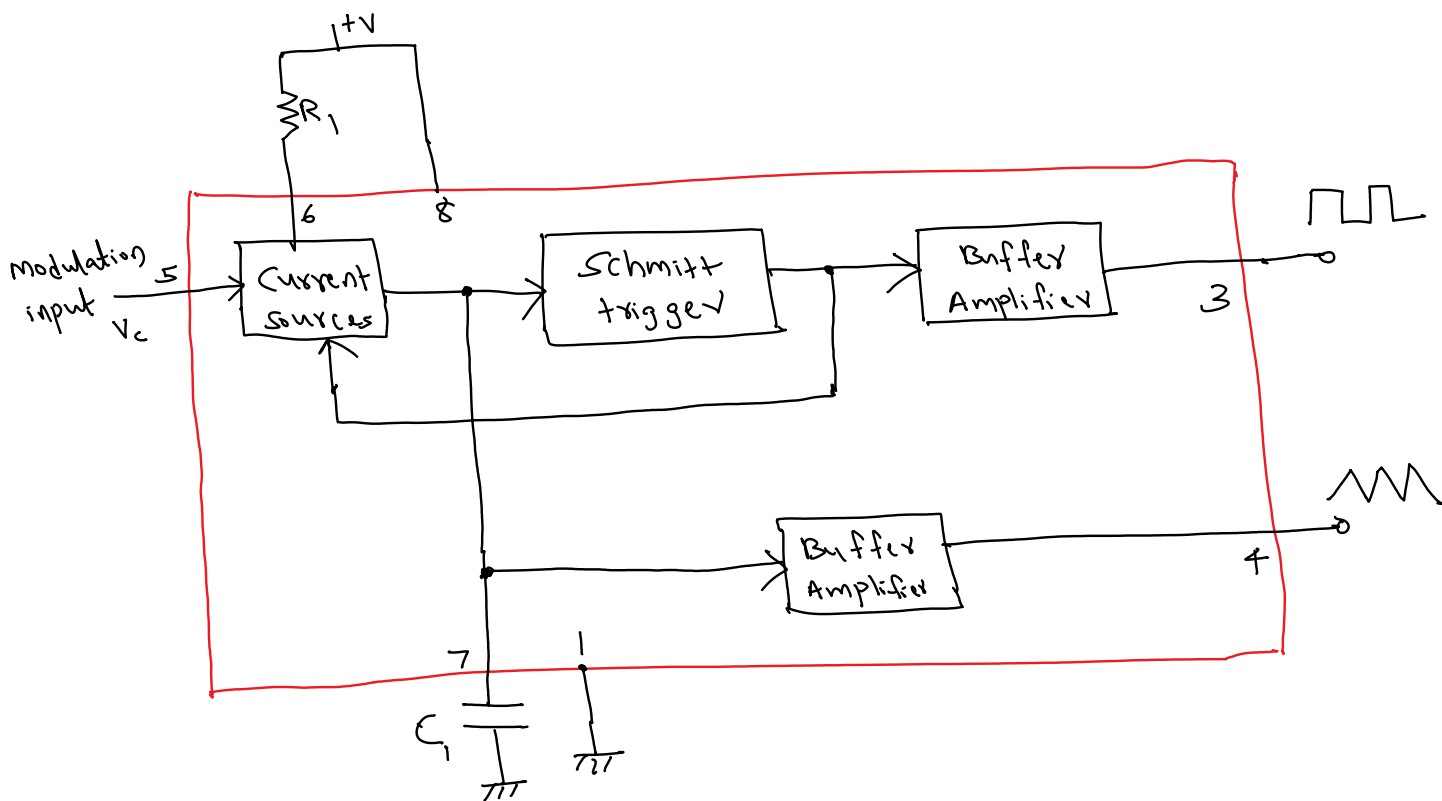 +V
R1
6
8
modulation
input
Vc
5
Current
sources
Schmitt
trigger
Buffer
Amplifier
3
Buffer
Amplifier
4
7
1
C1